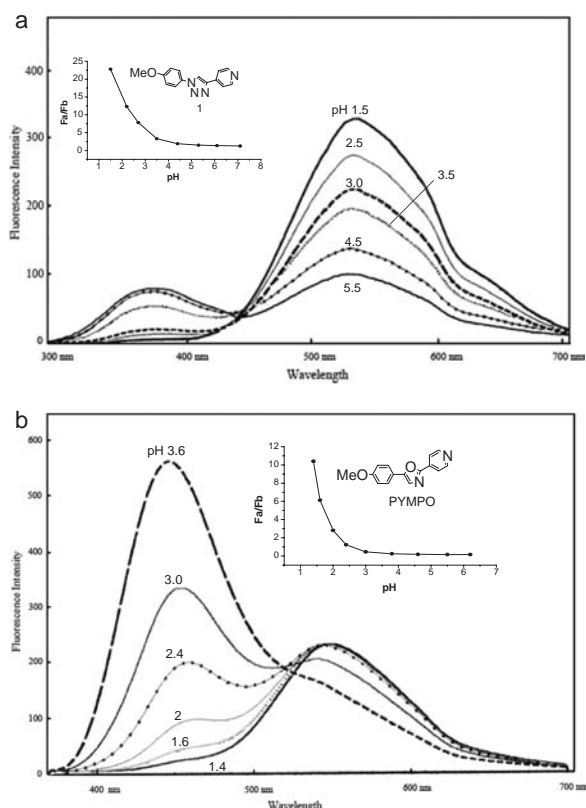 a
400
300
200
100
0
Fluorescence Intensity
25
20
15
10
5
0
Fa/Fb
1 2 3 4 5 6 7 8
pH
MeO
N
N
N
N
1
pH 1.5
2.5
3.0
3.5
4.5
5.5
300 nm 400 nm 500 nm 600 nm 700 nm
Wavelength
b
600
500
400
300
200
100
0
Fluorescence Intensity
pH 3.6
3.0
2.4
2
1.6
1.4
12
10
8
6
4
2
0
Fa/Fb
1 2 3 4 5 6 7
pH
MeO
O
N
N
PYMPO
400 nm 500 nm 600 nm 700 nm
Wavelength